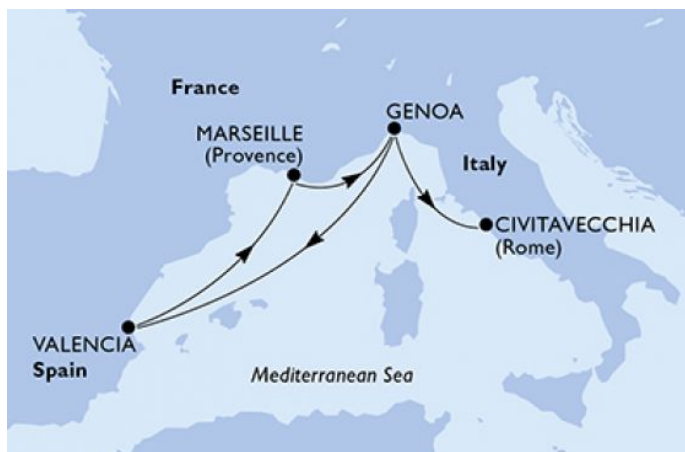 France
GENOA
MARSEILLE
(Provence)
Italy
CIVITAVECCHIA
(Rome)
VALENCIA
Spain
Mediterranean Sea